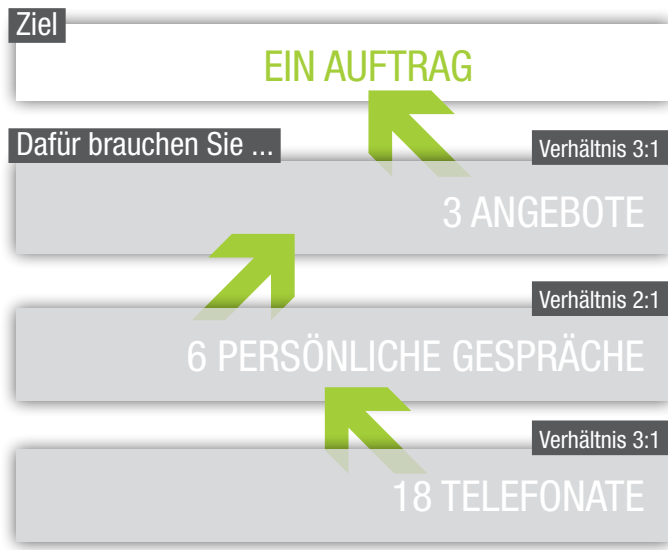 Ziel
EIN AUFTRAG
Dafür brauchen Sie ...
Verhältnis 3:1
3 ANGEBOTE
Verhältnis 2:1
6 PERSÖNLICHE GESPRÄCHE
Verhältnis 3:1
18 TELEFONATE